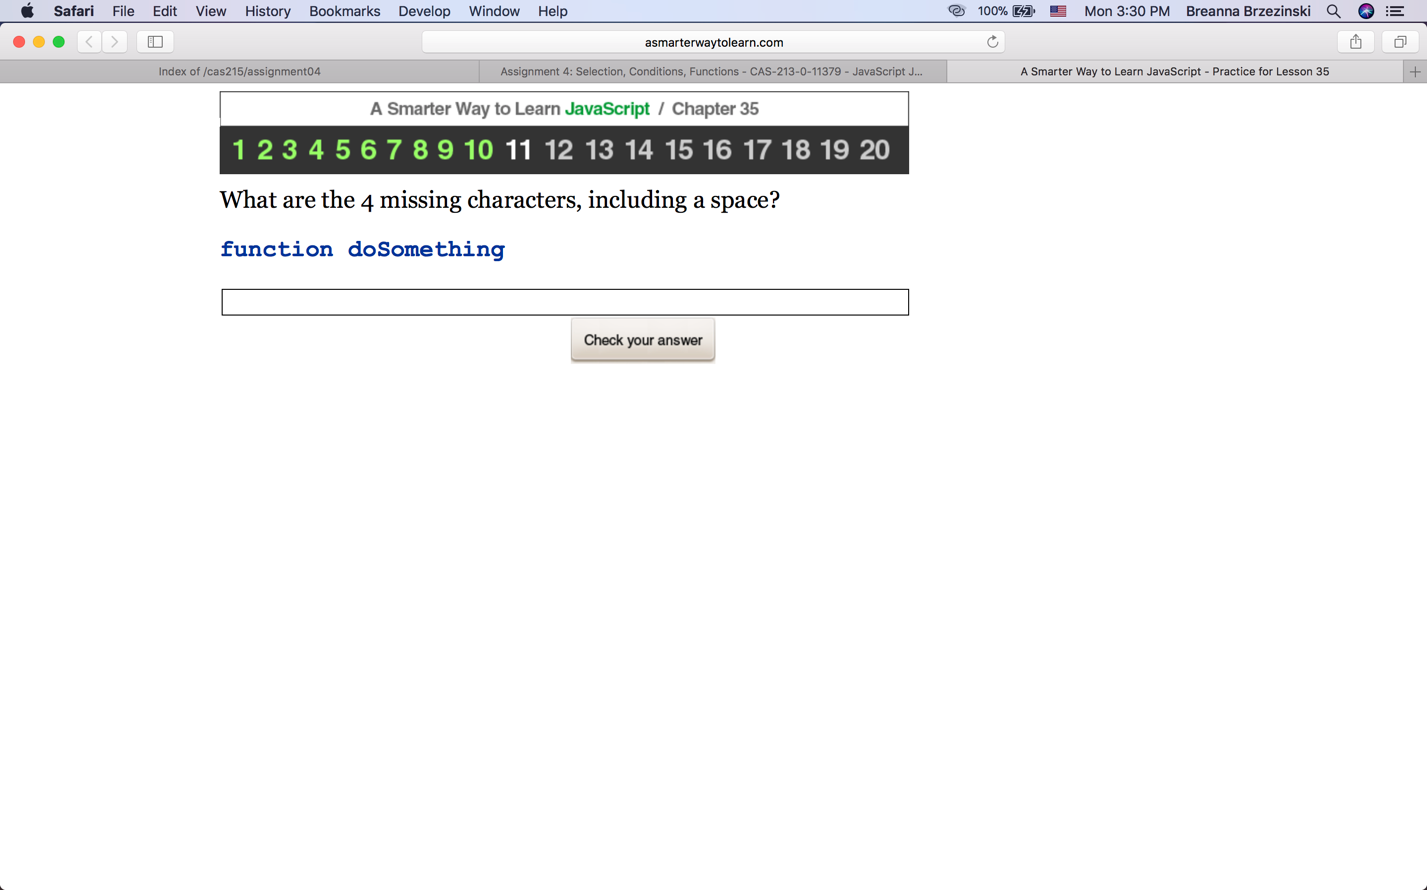 Safari File Edit View History Bookmarks Develop Window Help 100% Mon 3:30 PM Breanna Brzezinski
asmarterwaytolearn.com
Index of /cas215/assignment04 Assignment 4: Selection, Conditions, Functions - CAS-213-0-11379 - JavaScript J... A Smarter Way to Learn JavaScript - Practice for Lesson 35
A Smarter Way to Learn JavaScript / Chapter 35
1 2 3 4 5 6 7 8 9 10 11 12 13 14 15 16 17 18 19 20
What are the 4 missing characters, including a space?
function doSomething
Check your answer